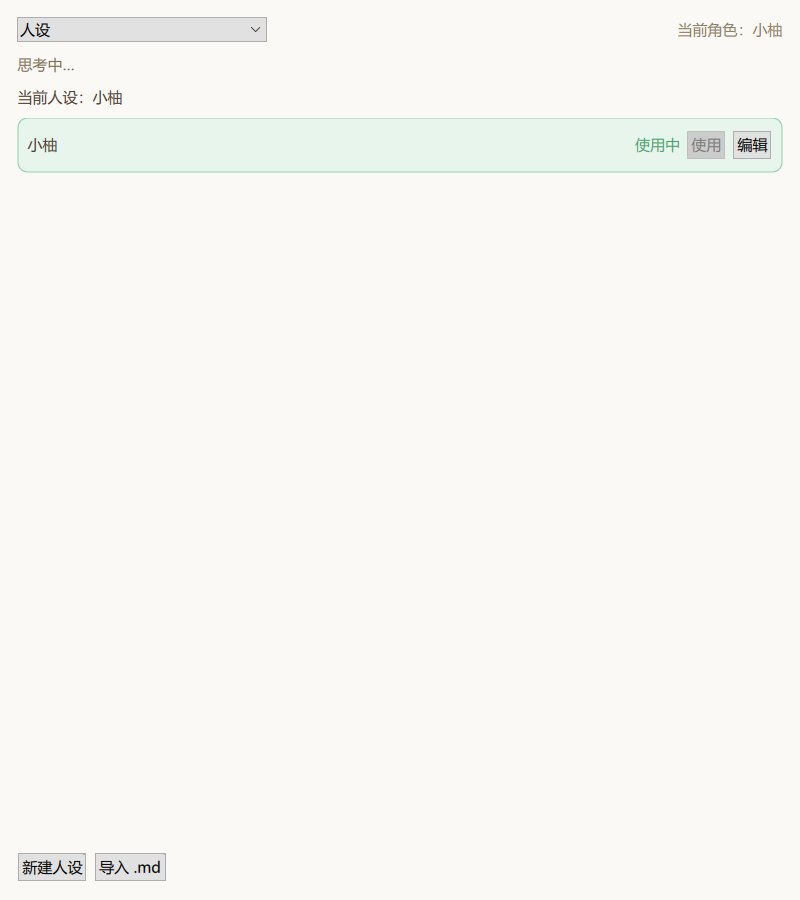 人设 当前角色：小柚
思考中...
当前人设：小柚
小柚 使用中 使用 编辑
新建人设 导入 .md